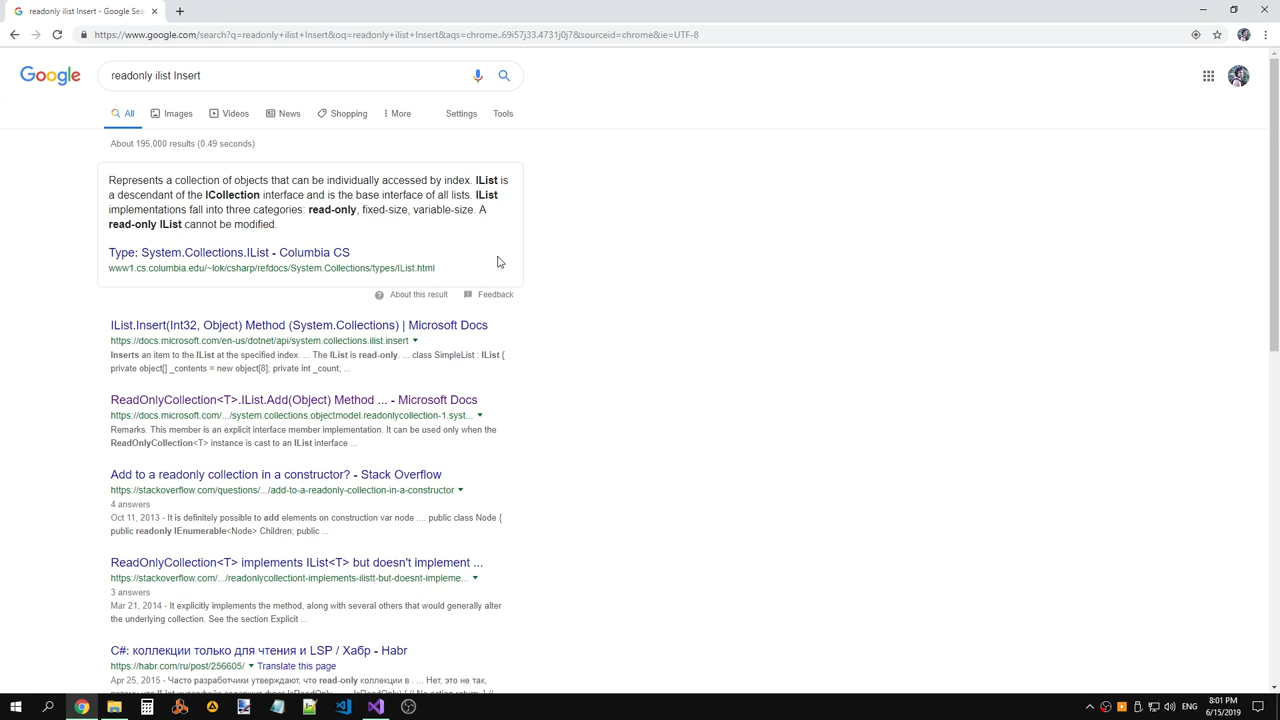 readonly ilist Insert - Google Sea
https://www.google.com/search?q=readonly+ilist+Insert&oq=readonly+ilist+Insert&aqs=chrome..69i57j33.4731j0j7&sourceid=chrome&ie=UTF-8
Google
readonly ilist Insert
All Images Videos News Shopping More Settings Tools
About 195,000 results (0.49 seconds)
Represents a collection of objects that can be individually accessed by index. IList is
a descendant of the ICollection interface and is the base interface of all lists. IList
implementations fall into three categories: read-only, fixed-size, variable-size. A
read-only IList cannot be modified.
Type: System.Collections.IList - Columbia CS
www1.cs.columbia.edu/~lok/csharp/refdocs/System.Collections/types/IList.html
About this result Feedback
IList.Insert(Int32, Object) Method (System.Collections) | Microsoft Docs
https://docs.microsoft.com/en-us/dotnet/api/system.collections.ilist.insert
Inserts an item to the IList at the specified index. ... The IList is read-only. ... class SimpleList : IList {
private object[] _contents = new object[8]; private int _count; ...
ReadOnlyCollection<T>.IList.Add(Object) Method ... - Microsoft Docs
https://docs.microsoft.com/.../system.collections.objectmodel.readonlycollection-1.syst...
Remarks. This member is an explicit interface member implementation. It can be used only when the
ReadOnlyCollection<T> instance is cast to an IList interface ...
Add to a readonly collection in a constructor? - Stack Overflow
https://stackoverflow.com/questions/.../add-to-a-readonly-collection-in-a-constructor
4 answers
Oct 11, 2013 - It is definitely possible to add elements on construction var node .... public class Node {
public readonly IEnumerable<Node> Children; public ...
ReadOnlyCollection<T> implements IList<T> but doesn't implement ...
https://stackoverflow.com/.../readonlycollectiont-implements-ilistt-but-doesnt-impleme...
3 answers
Mar 21, 2014 - It explicitly implements the method, along with several others that would generally alter
the underlying collection. See the section Explicit ...
C#: коллекции только для чтения и LSP / Хабр - Habr
https://habr.com/ru/post/256605/ Translate this page
Apr 25, 2015 - Часто разработчики утверждают, что read-only коллекции в . ... Нет, это не так,
8:01 PM
ENG
6/15/2019